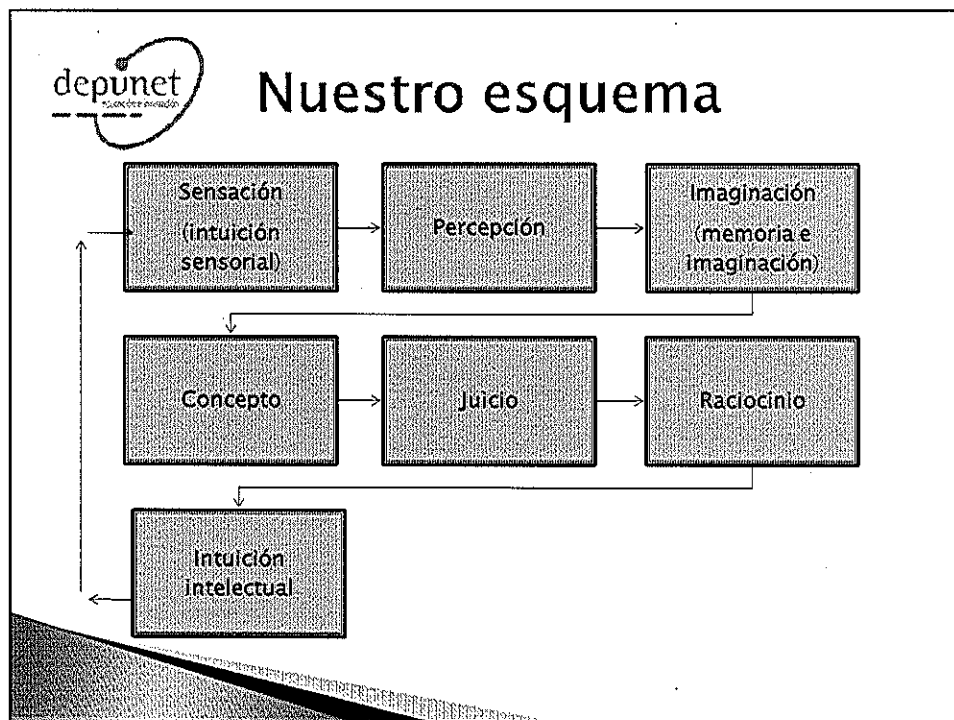 depunet
Nuestro esquema
Sensación
(intuición
sensorial)
Percepción
Imaginación
(memoria e
imaginación)
Concepto
Juicio
Raciocinio
Intuición
intelectual